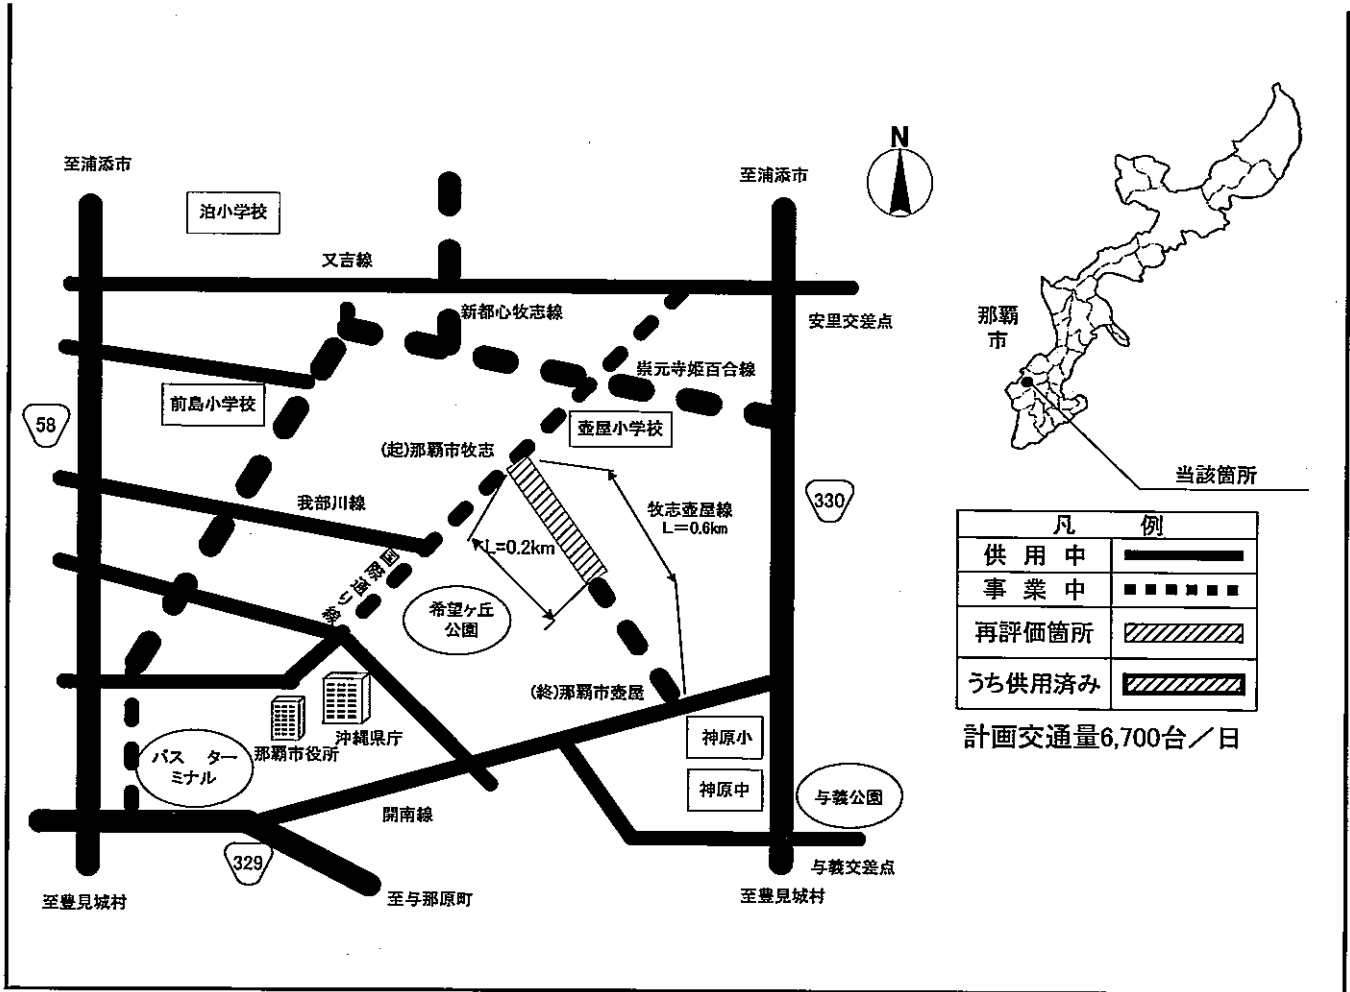 至浦添市
泊小学校
又吉線
新都心牧志線
至浦添市
N
安里交差点
崇元寺姫百合線
前島小学校
58
壺屋小学校
(起)那覇市牧志
我部川線
牧志壺屋線
L=0.6km
330
L=0.2km
国際通り線
希望ヶ丘
公園
(終)那覇市壺屋
沖縄県庁
那覇市役所
バス ター
ミナル
神原小
神原中
与義公園
開南線
329
与義交差点
至豊見城村
至与那原町
至豊見城村
那覇
市
当該箇所
凡 例
供 用 中
事 業 中
再評価箇所
うち供用済み
計画交通量6,700台/日